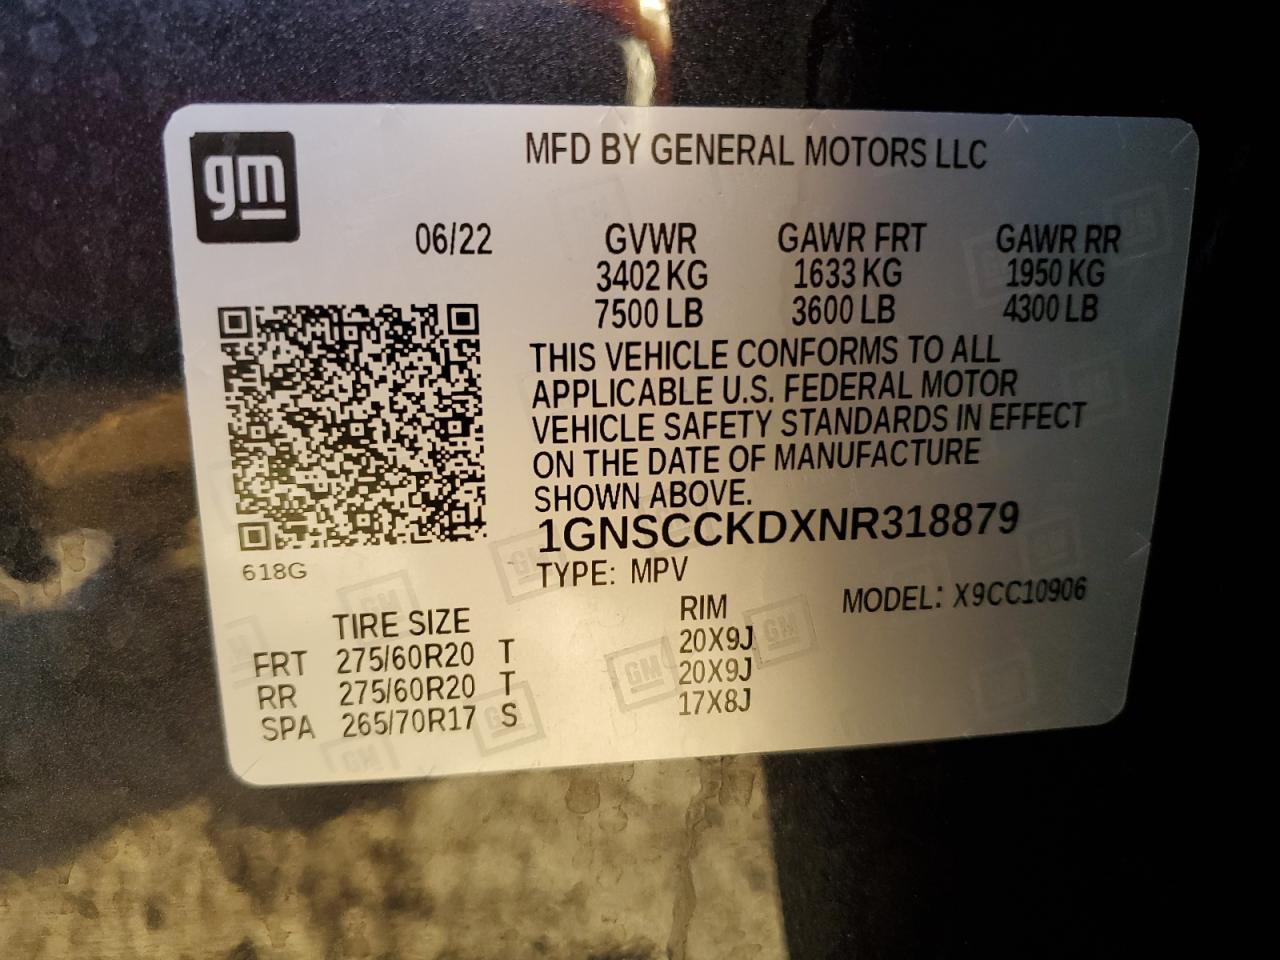 gm
MFD BY GENERAL MOTORS LLC
06/22 GVWR GAWR FRT GAWR RR
3402 KG 1633 KG 1950 KG
7500 LB 3600 LB 4300 LB
THIS VEHICLE CONFORMS TO ALL
APPLICABLE U.S. FEDERAL MOTOR
VEHICLE SAFETY STANDARDS IN EFFECT
ON THE DATE OF MANUFACTURE
SHOWN ABOVE.
1GNSCCKDXNR318879
618G
TYPE: MPV
MODEL: X9CC10906
TIRE SIZE RIM
FRT 275/60R20 T 20X9J
RR 275/60R20 T 20X9J
SPA 265/70R17 S 17X8J